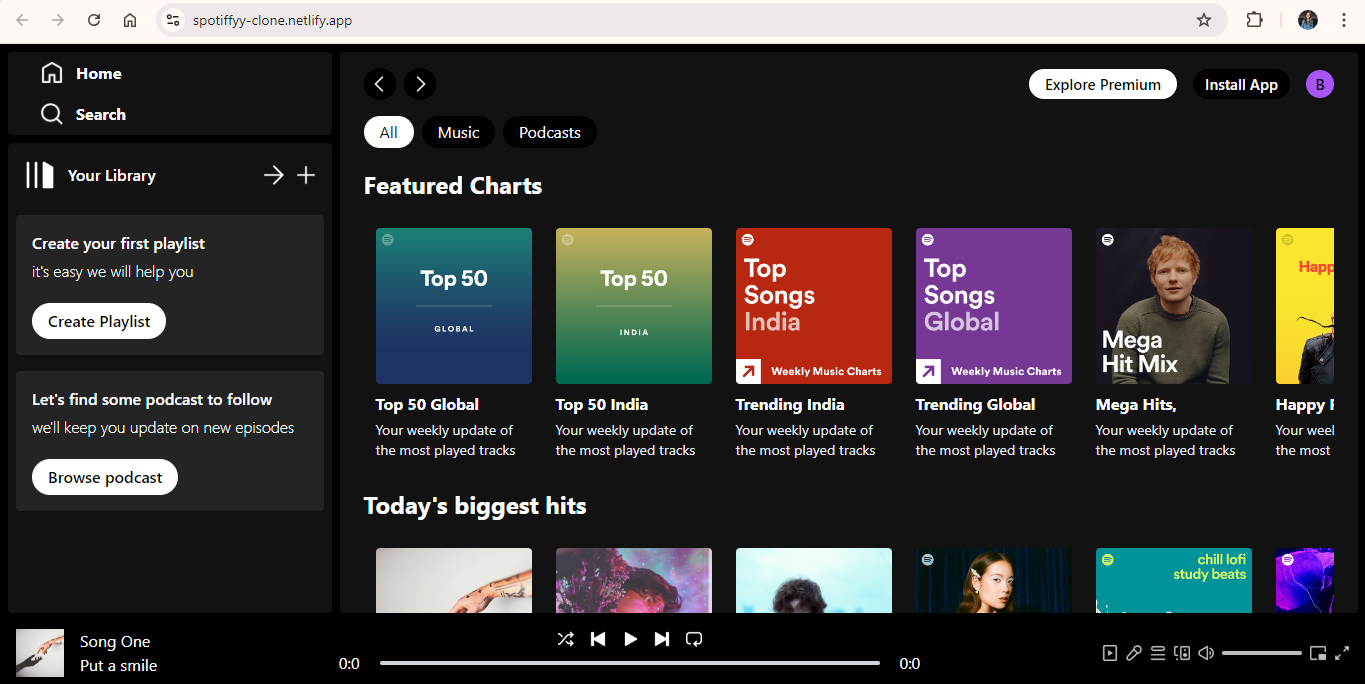 spotiffyy-clone.netlify.app
Home
Search
Your Library
Create your first playlist
it's easy we will help you
Create Playlist
Let's find some podcast to follow
we'll keep you update on new episodes
Browse podcast
Explore Premium
Install App
B
All
Music
Podcasts
Featured Charts
Top 50
GLOBAL
Top 50 Global
Your weekly update of
the most played tracks
Top 50
INDIA
Top 50 India
Your weekly update of
the most played tracks
Top
Songs
India
Weekly Music Charts
Trending India
Your weekly update of
the most played tracks
Top
Songs
Global
Weekly Music Charts
Trending Global
Your weekly update of
the most played tracks
Mega
Hit Mix
Mega Hits,
Your weekly update of
the most played tracks
Happ
Happy
Your
the most
Today's biggest hits
chill lofi
study beats
Song One
Put a smile
0:0
0:0